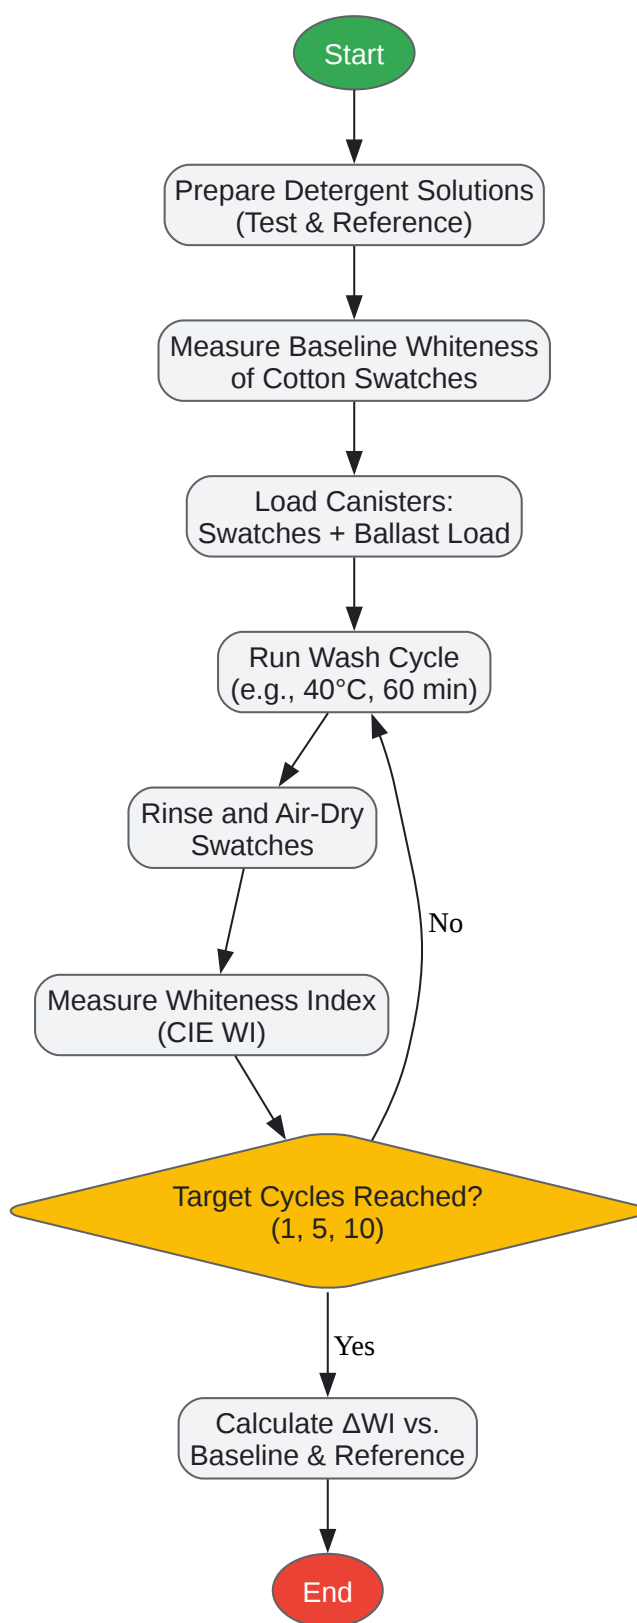 Start
Prepare Detergent Solutions
(Test & Reference)
Measure Baseline Whiteness
of Cotton Swatches
Load Canisters:
Swatches + Ballast Load
Run Wash Cycle
(e.g., 40°C, 60 min)
Rinse and Air-Dry
Swatches
No
Measure Whiteness Index
(CIE WI)
Target Cycles Reached?
(1, 5, 10)
Yes
Calculate ΔWI vs.
Baseline & Reference
End